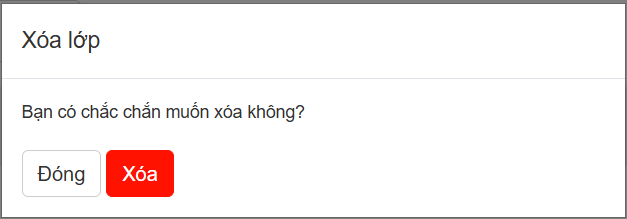 Xóa lớp
Bạn có chắc chắn muốn xóa không?
Đóng Xóa